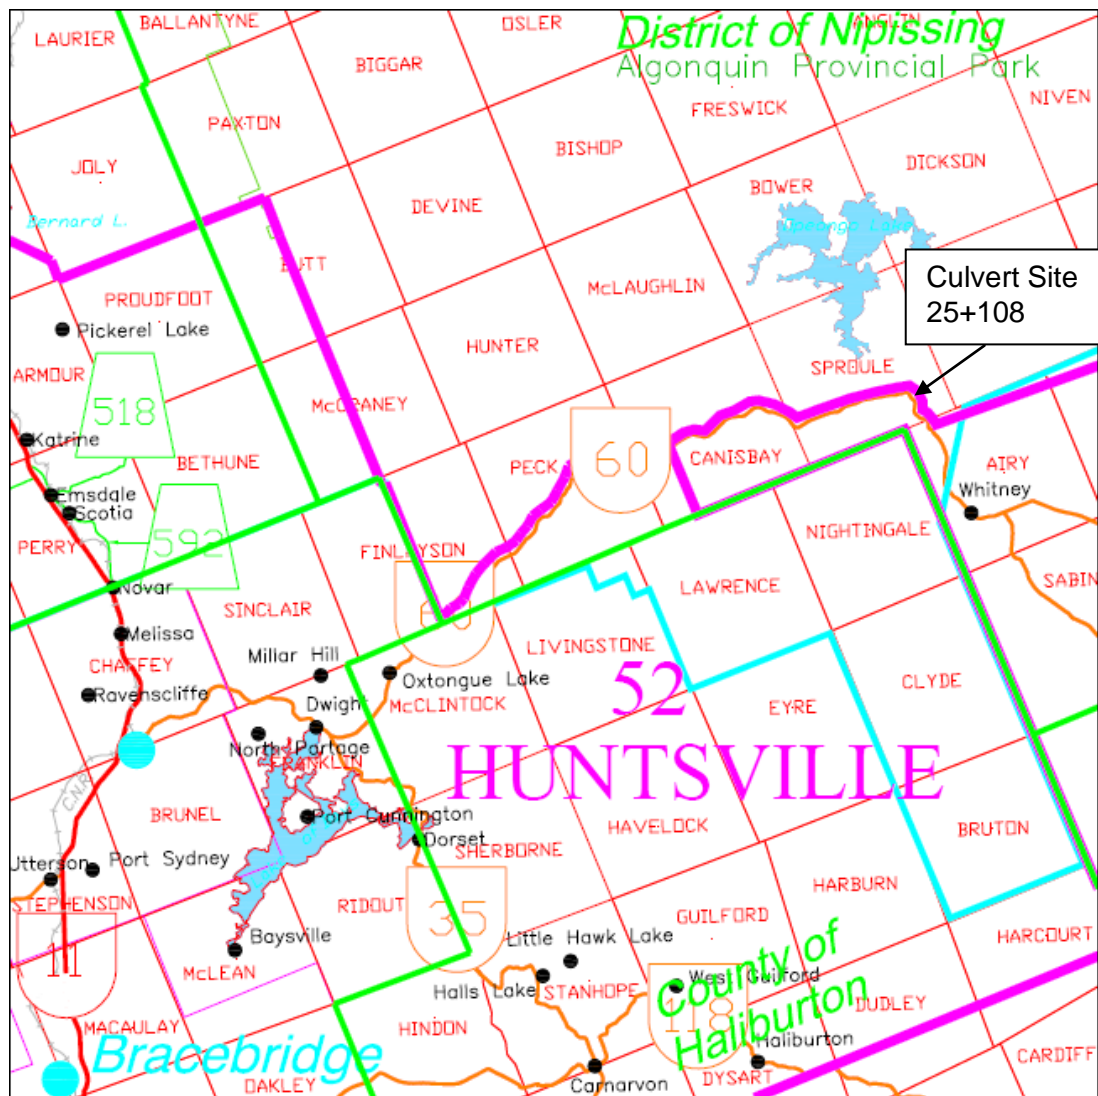 BALLANTYNE
OSLER
ANGLIN
LAURIER
District of Nipissing
BIGGAR
Algonquin Provincial Park
NIVEN
FRESWICK
PAXTON
BISHOP
DICKSON
JOLY
BOWER
DEVINE
Bernard L.
Opeongo Lake
BUTT
Culvert Site
25+108
McLAUGHLIN
PROUDFOOT
Pickerel Lake
HUNTER
SPROULE
ARMOUR
McCRANEY
518
Katrine
60
CANISBAY
BETHUNE
PECK
AIRY
Emsdale
Whitney
Scotia
NIGHTINGALE
PERRY
592
FINLAYSON
Novar
LAWRENCE
SABIN
SINCLAIR
60
Melissa
LIVINGSTONE
Millar Hill
CHAFFEY
Oxtongue Lake
CLYDE
Ravenscliffe
52
Dwight
McCLINTOCK
EYRE
North Portage
FRANKLIN
HUNTSVILLE
C.N.R.
BRUNEL
Port Cunnington
HAVELOCK
BRUTON
Dorset
SHERBORNE
Utterson
Port Sydney
HARBURN
STEPHENSON
RIDOUT
35
GUILFORD
Baysville
Little Hawk Lake
HARCOURT
11
McLEAN
West Guilford
Halls Lake
STANHOPE
County of
Haliburton
DUDLEY
118
MACAULAY
HINDON
Haliburton
Bracebridge
CARDIFF
OAKLEY
Carnarvon
DYSART